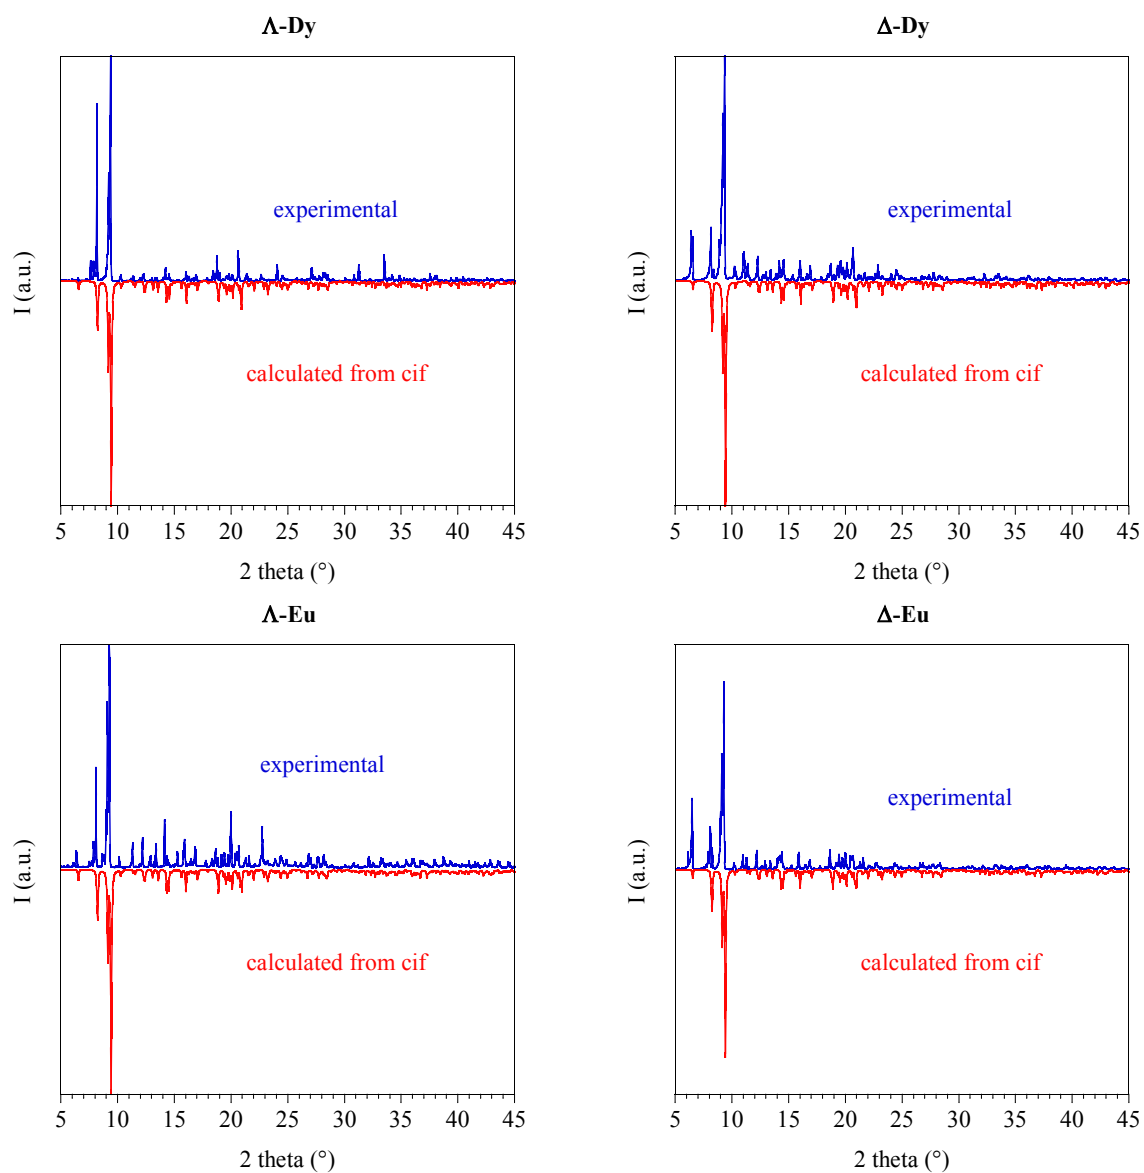 Λ-Dy
I (a.u.)
experimental
calculated from cif
5 10 15 20 25 30 35 40 45
2 theta (°)
Δ-Dy
I (a.u.)
experimental
calculated from cif
5 10 15 20 25 30 35 40 45
2 theta (°)
Λ-Eu
I (a.u.)
experimental
calculated from cif
5 10 15 20 25 30 35 40 45
2 theta (°)
Δ-Eu
I (a.u.)
experimental
calculated from cif
5 10 15 20 25 30 35 40 45
2 theta (°)